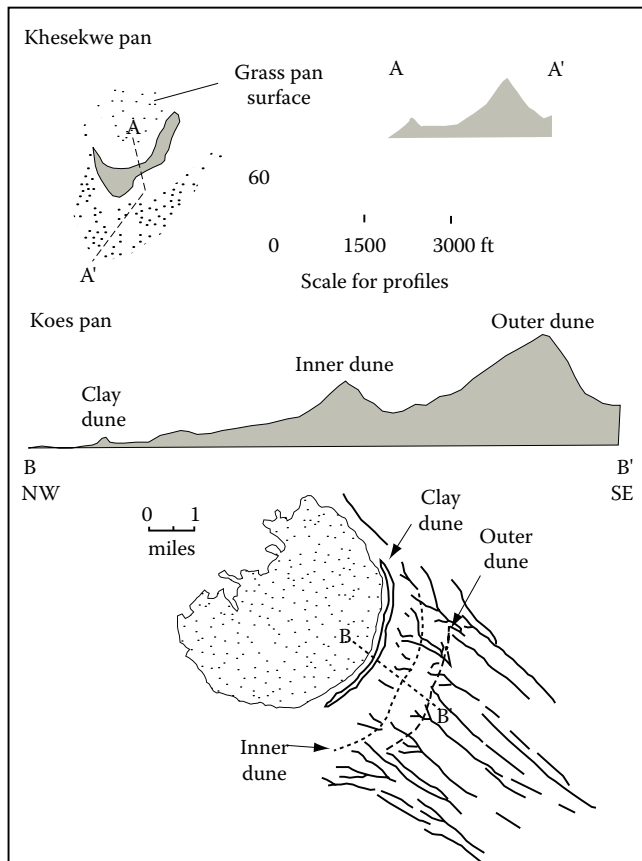 Khesekwe pan
Grass pan
surface
A
A'
A
A'
60
0 1500 3000 ft
Scale for profiles
Koes pan
Outer dune
Inner dune
Clay
dune
B
NW
B'
SE
0 1
miles
Clay
dune
Outer
dune
B
B'
Inner
dune